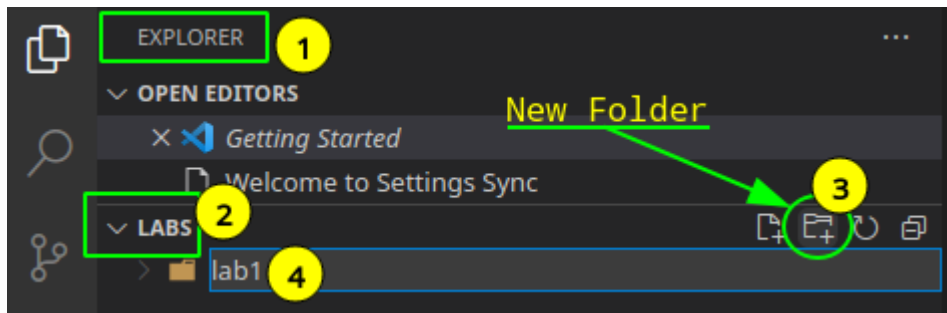 EXPLORER 1 ...
OPEN EDITORS
New Folder
Getting Started
Welcome to Settings Sync 3
LABS 2
lab1 4